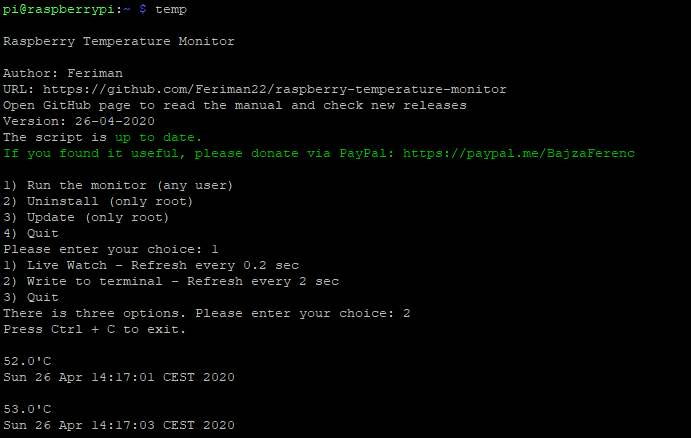 pi@raspberrypi:~ $ temp
Raspberry Temperature Monitor
Author: Feriman
URL: https://github.com/Feriman22/raspberry-temperature-monitor
Open GitHub page to read the manual and check new releases
Version: 26-04-2020
The script is up to date.
If you found it useful, please donate via PayPal: https://paypal.me/BajzaFerenc
1) Run the monitor (any user)
2) Uninstall (only root)
3) Update (only root)
4) Quit
Please enter your choice: 1
1) Live Watch - Refresh every 0.2 sec
2) Write to terminal - Refresh every 2 sec
3) Quit
There is three options. Please enter your choice: 2
Press Ctrl + C to exit.
52.0'C
Sun 26 Apr 14:17:01 CEST 2020
53.0'C
Sun 26 Apr 14:17:03 CEST 2020